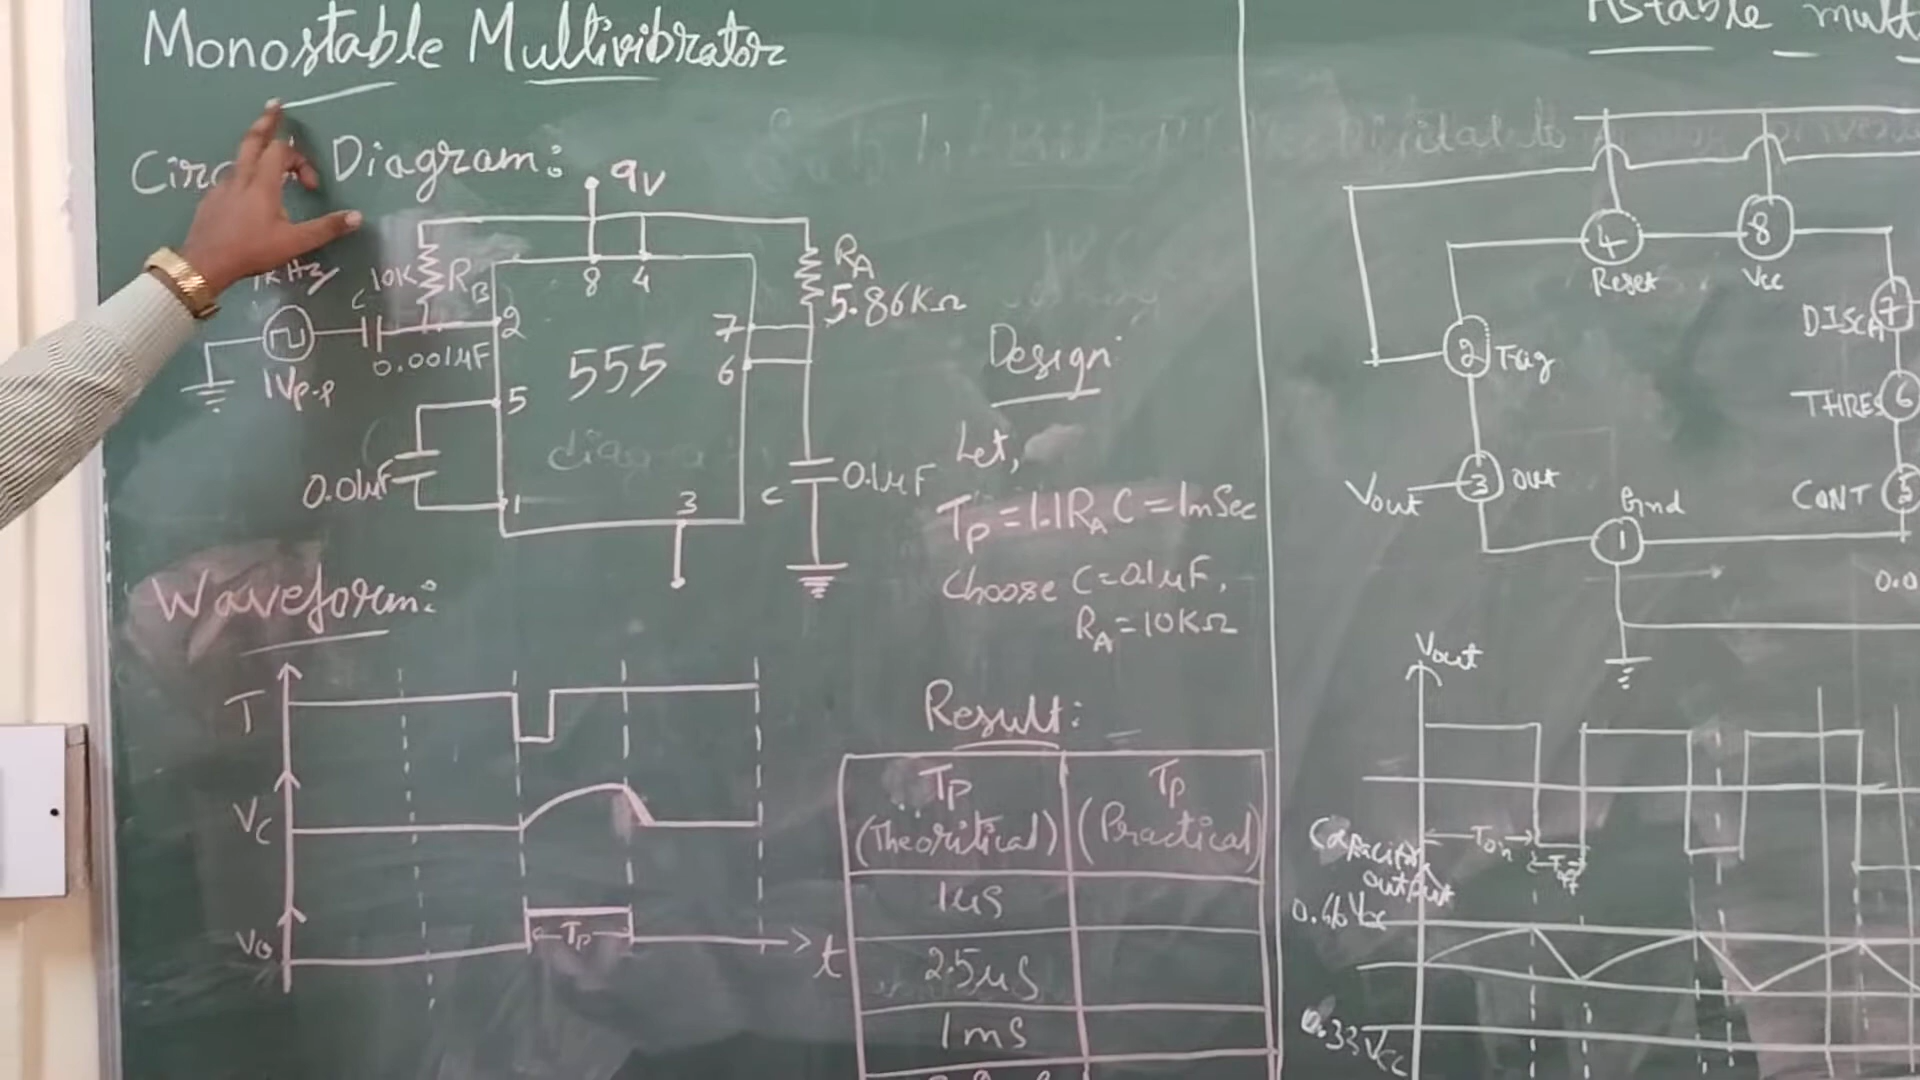 Monostable Multivibrator
Diagram:
9V
1KHz
10K
RB
C
0.001µF
1Vp-p
2
8
4
7
6
5
555
1
3
0.01µF
RA
5.86KΩ
C
0.1µF
Design:
Let,
Tp = 1.1RA C = 1mSec
Choose C = 0.1µF,
RA = 10KΩ
Waveform:
T
Vc
Vo
Tp
t
Result:
Tp
(Theoritical)
Tp
(Practical)
1µs
2.5µs
1ms
Astable mult
4
Reset
8
Vcc
7
DISCA
2
Trig
6
THRES
3
Out
Vout
5
CONT
1
Gnd
0.0
Vout
Ton
Toff
Capacitor
output
0.66Vcc
0.33Vcc